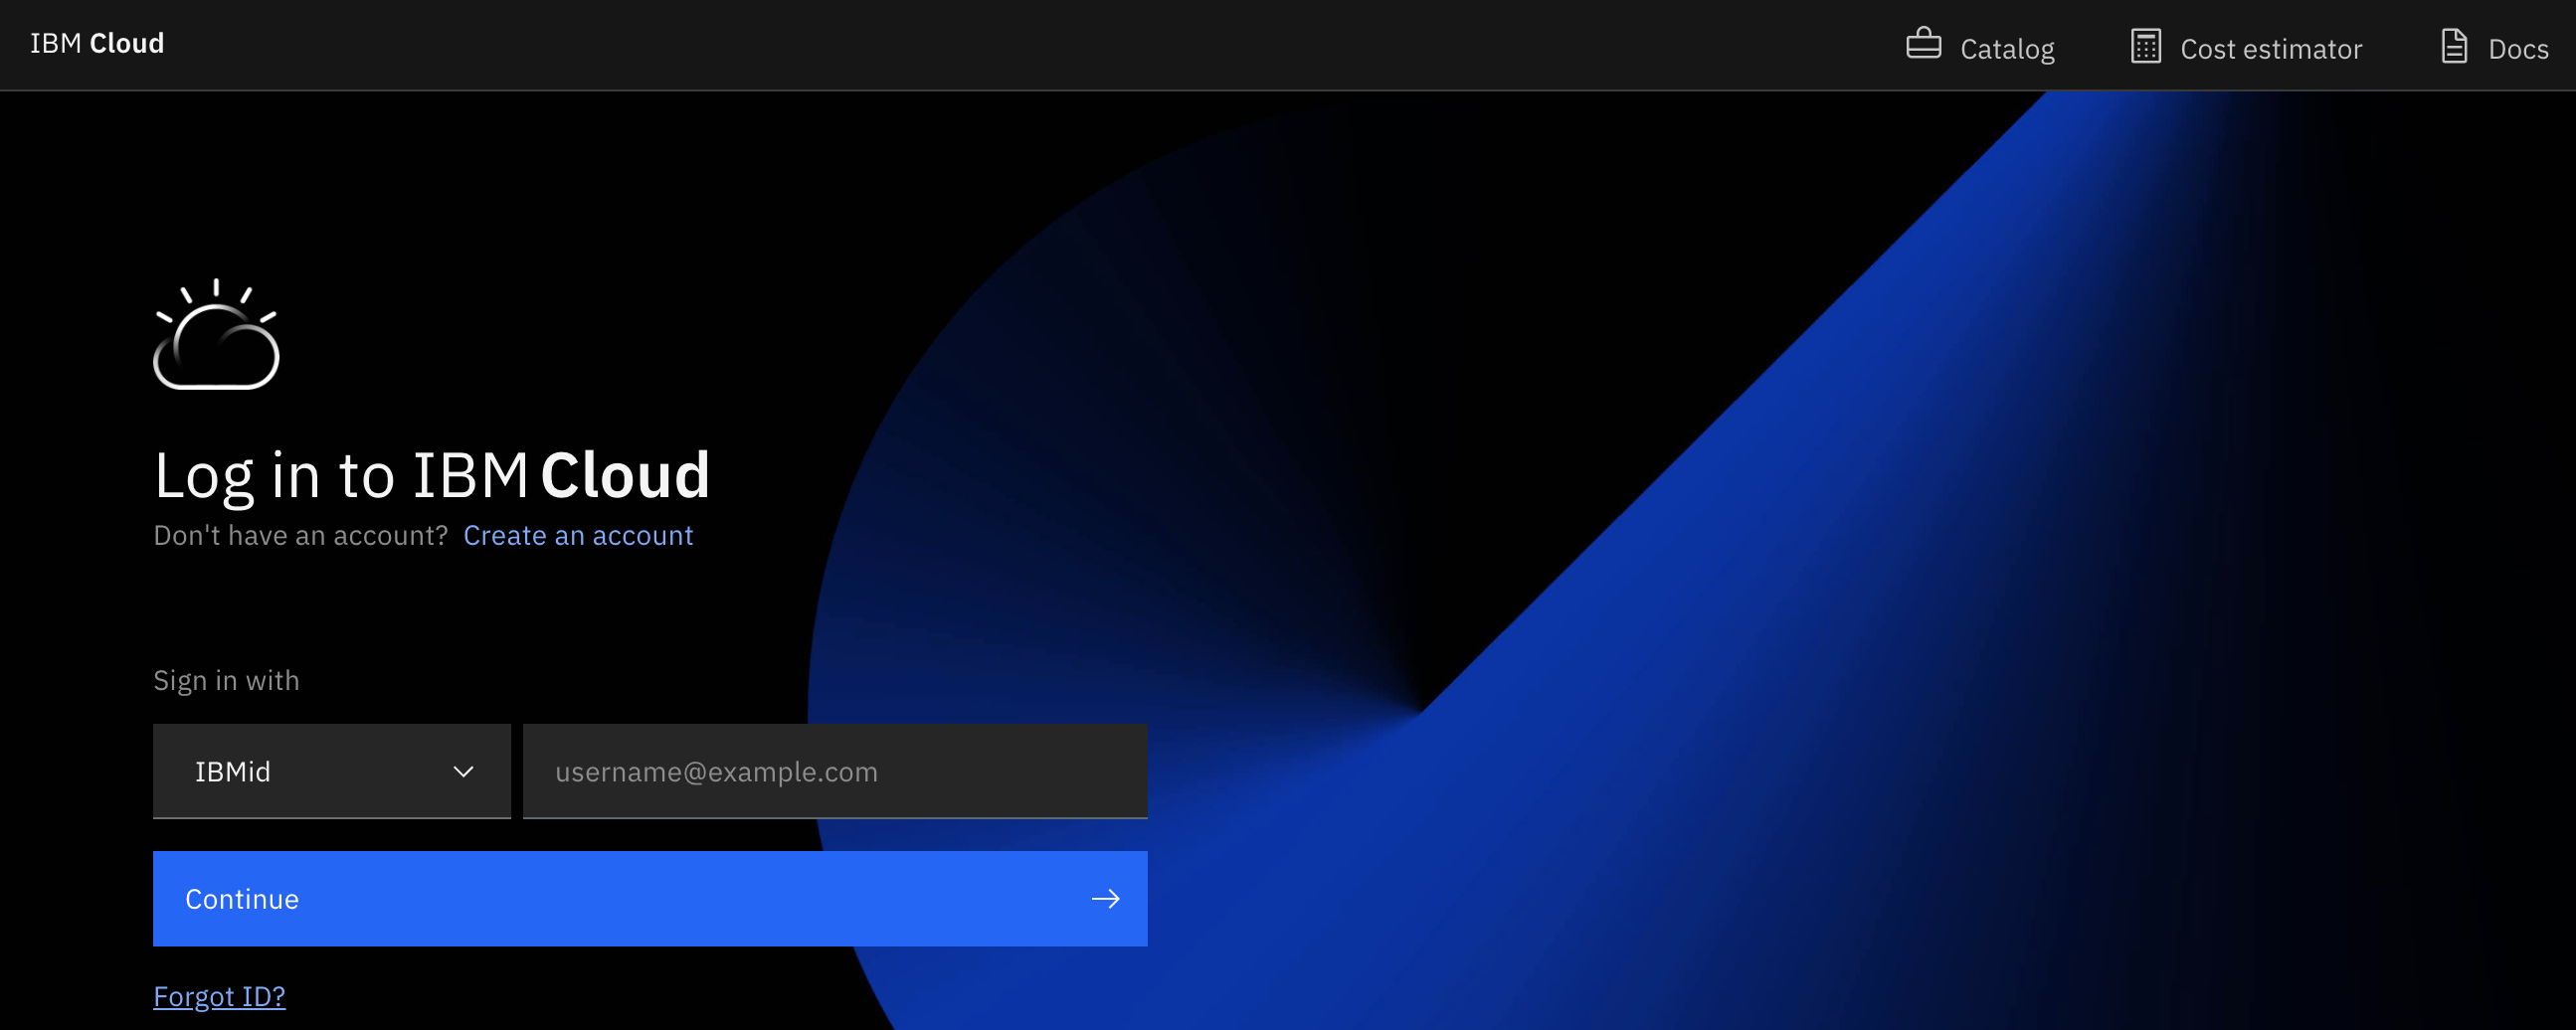 IBM Cloud
Catalog
Cost estimator
Docs
Log in to IBM Cloud
Don't have an account? Create an account
Sign in with
IBMid
username@example.com
Continue
Forgot ID?